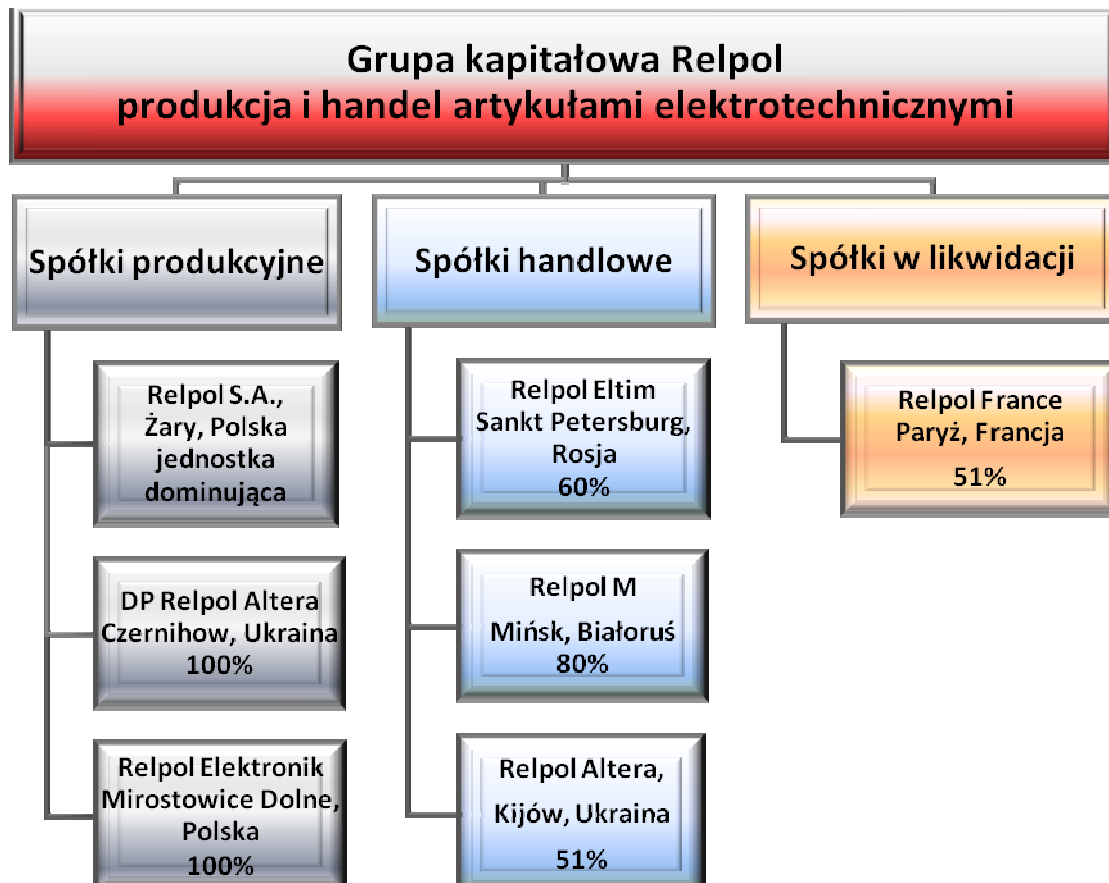 Grupa kapitałowa Relpol
produkcja i handel artykułami elektrotechnicznymi
Spółki produkcyjne
Relpol S.A.,
Żary, Polska
jednostka
dominująca
DP Relpol Altera
Czernihow, Ukraina
100%
Relpol Elektronik
Mirostowice Dolne,
Polska
100%
Spółki handlowe
Relpol Eltim
Sankt Petersburg,
Rosja
60%
Relpol M
Mińsk, Białoruś
80%
Relpol Altera,
Kijów, Ukraina
51%
Spółki w likwidacji
Relpol France
Paryż, Francja
51%